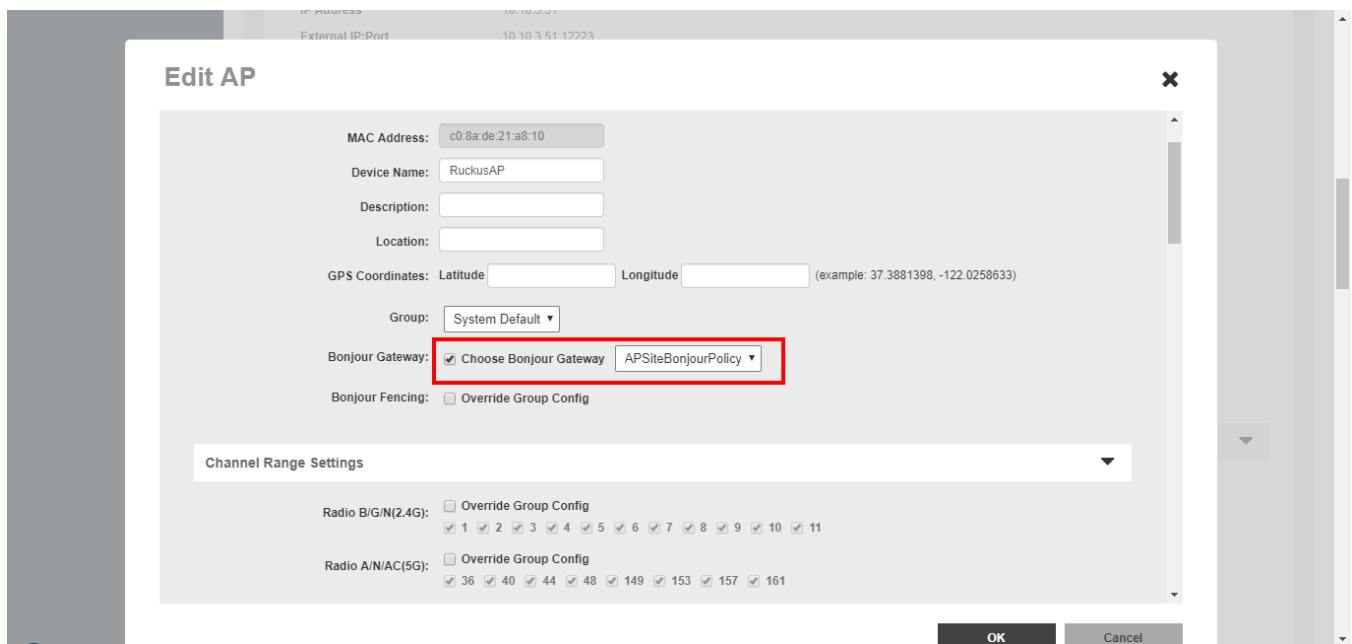 IP Address 10.10.3.51
External IP:Port 10.10.3.51:12223
Edit AP
MAC Address: c0:8a:de:21:a8:10
Device Name: RuckusAP
Description:
Location:
GPS Coordinates: Latitude Longitude (example: 37.3881398, -122.0258633)
Group: System Default
Bonjour Gateway: Choose Bonjour Gateway APSiteBonjourPolicy
Bonjour Fencing: Override Group Config
Channel Range Settings
Radio B/G/N(2.4G): Override Group Config
1 2 3 4 5 6 7 8 9 10 11
Radio A/N/AC(5G): Override Group Config
36 40 44 48 149 153 157 161
OK Cancel